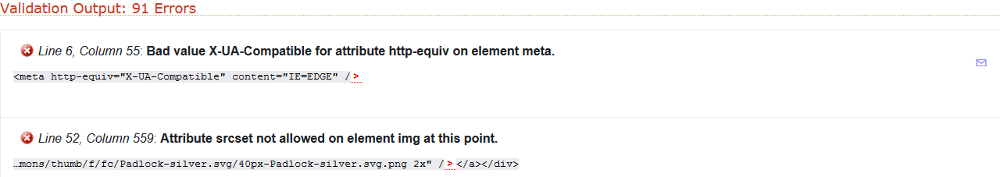 Validation Output: 91 Errors
Line 6, Column 55: Bad value X-UA-Compatible for attribute http-equiv on element meta.
<meta http-equiv="X-UA-Compatible" content="IE=EDGE" />
Line 52, Column 559: Attribute srcset not allowed on element img at this point.
…mons/thumb/f/fc/Padlock-silver.svg/40px-Padlock-silver.svg.png 2x" /></a></div>